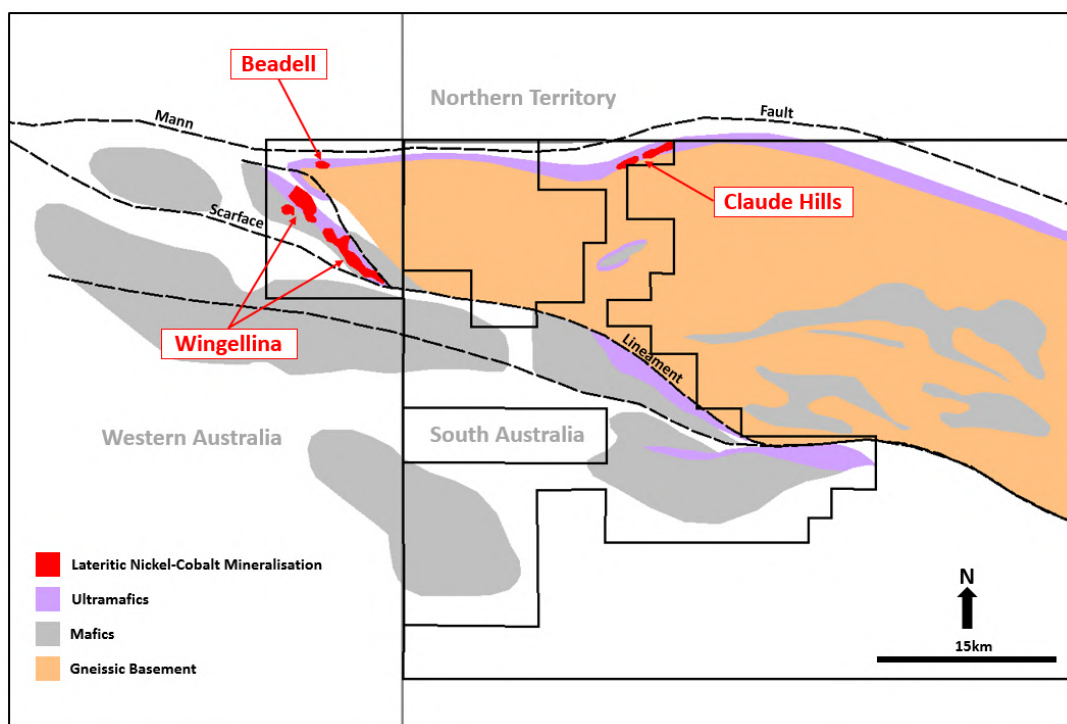 Beadell
Northern Territory
Mann
Fault
Claude Hills
Scarface
Wingellina
Lineament
Western Australia
South Australia
Lateritic Nickel-Cobalt Mineralisation
Ultramafics
Mafics
Gneissic Basement
N
15km